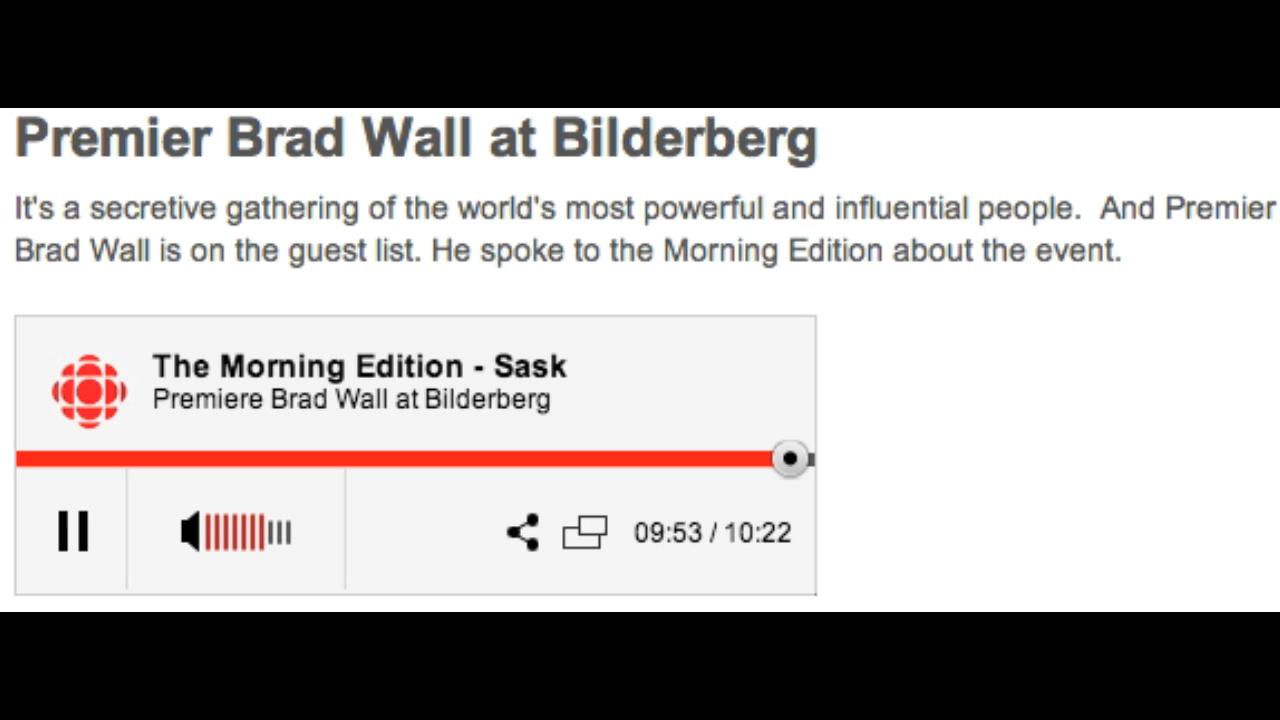 Premier Brad Wall at Bilderberg
It's a secretive gathering of the world's most powerful and influential people.  And Premier
Brad Wall is on the guest list. He spoke to the Morning Edition about the event.
The Morning Edition - Sask
Premiere Brad Wall at Bilderberg
09:53 / 10:22